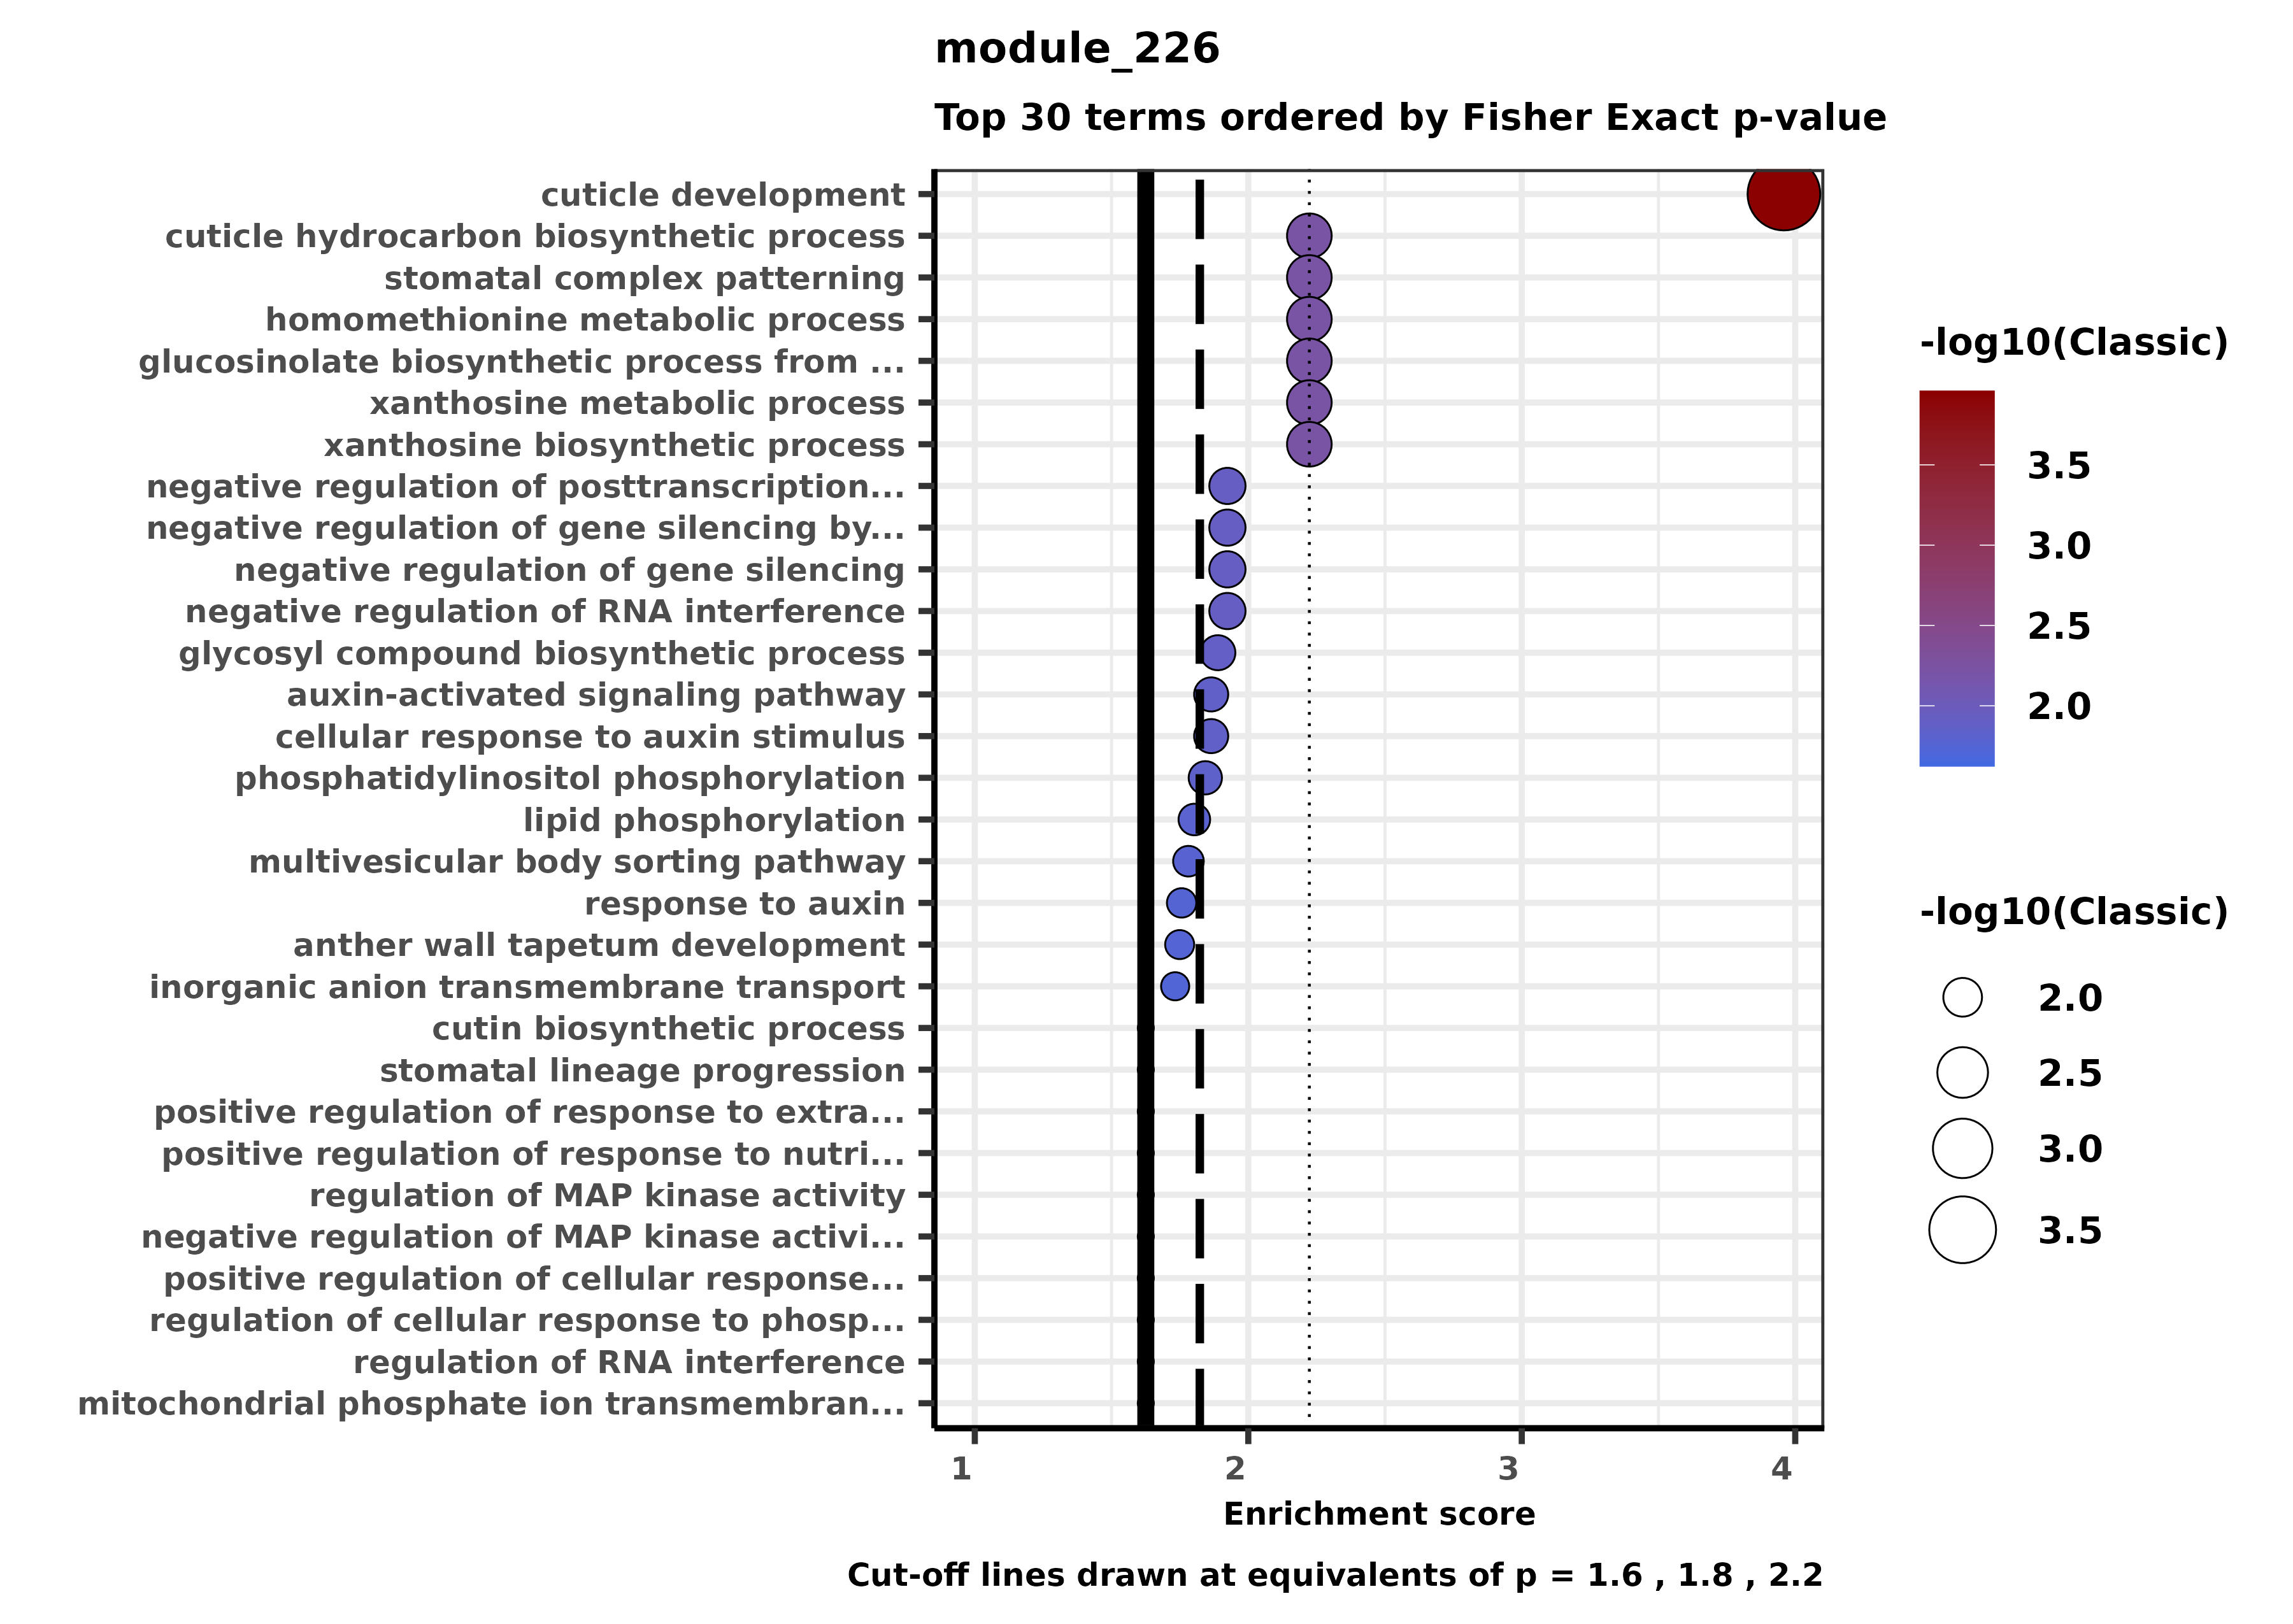 module_226
Top 30 terms ordered by Fisher Exact p-value
cuticle development
cuticle hydrocarbon biosynthetic process
stomatal complex patterning
homomethionine metabolic process
glucosinolate biosynthetic process from ...
xanthosine metabolic process
xanthosine biosynthetic process
negative regulation of posttranscription...
negative regulation of gene silencing by...
negative regulation of gene silencing
negative regulation of RNA interference
glycosyl compound biosynthetic process
auxin-activated signaling pathway
cellular response to auxin stimulus
phosphatidylinositol phosphorylation
lipid phosphorylation
multivesicular body sorting pathway
response to auxin
anther wall tapetum development
inorganic anion transmembrane transport
cutin biosynthetic process
stomatal lineage progression
positive regulation of response to extra...
positive regulation of response to nutri...
regulation of MAP kinase activity
negative regulation of MAP kinase activi...
positive regulation of cellular response...
regulation of cellular response to phosp...
regulation of RNA interference
mitochondrial phosphate ion transmembran...
1 2 3 4
Enrichment score
Cut-off lines drawn at equivalents of p = 1.6 , 1.8 , 2.2
-log10(Classic)
3.5
3.0
2.5
2.0
-log10(Classic)
2.0
2.5
3.0
3.5